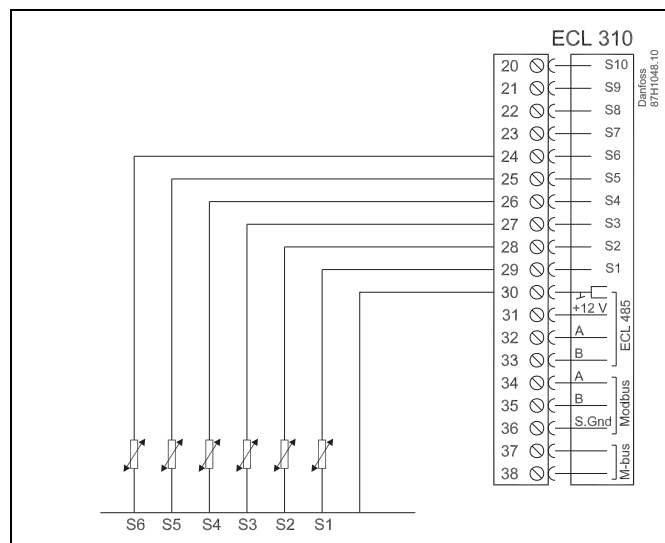 ECL 310
Danfoss
87H1048.10
20 S10
21 S9
22 S8
23 S7
24 S6
25 S5
26 S4
27 S3
28 S2
29 S1
30
31 +12 V
32 A
33 B
ECL 485
34 A
35 B
36 S.Gnd
Modbus
37
38
M-bus
S6 S5 S4 S3 S2 S1